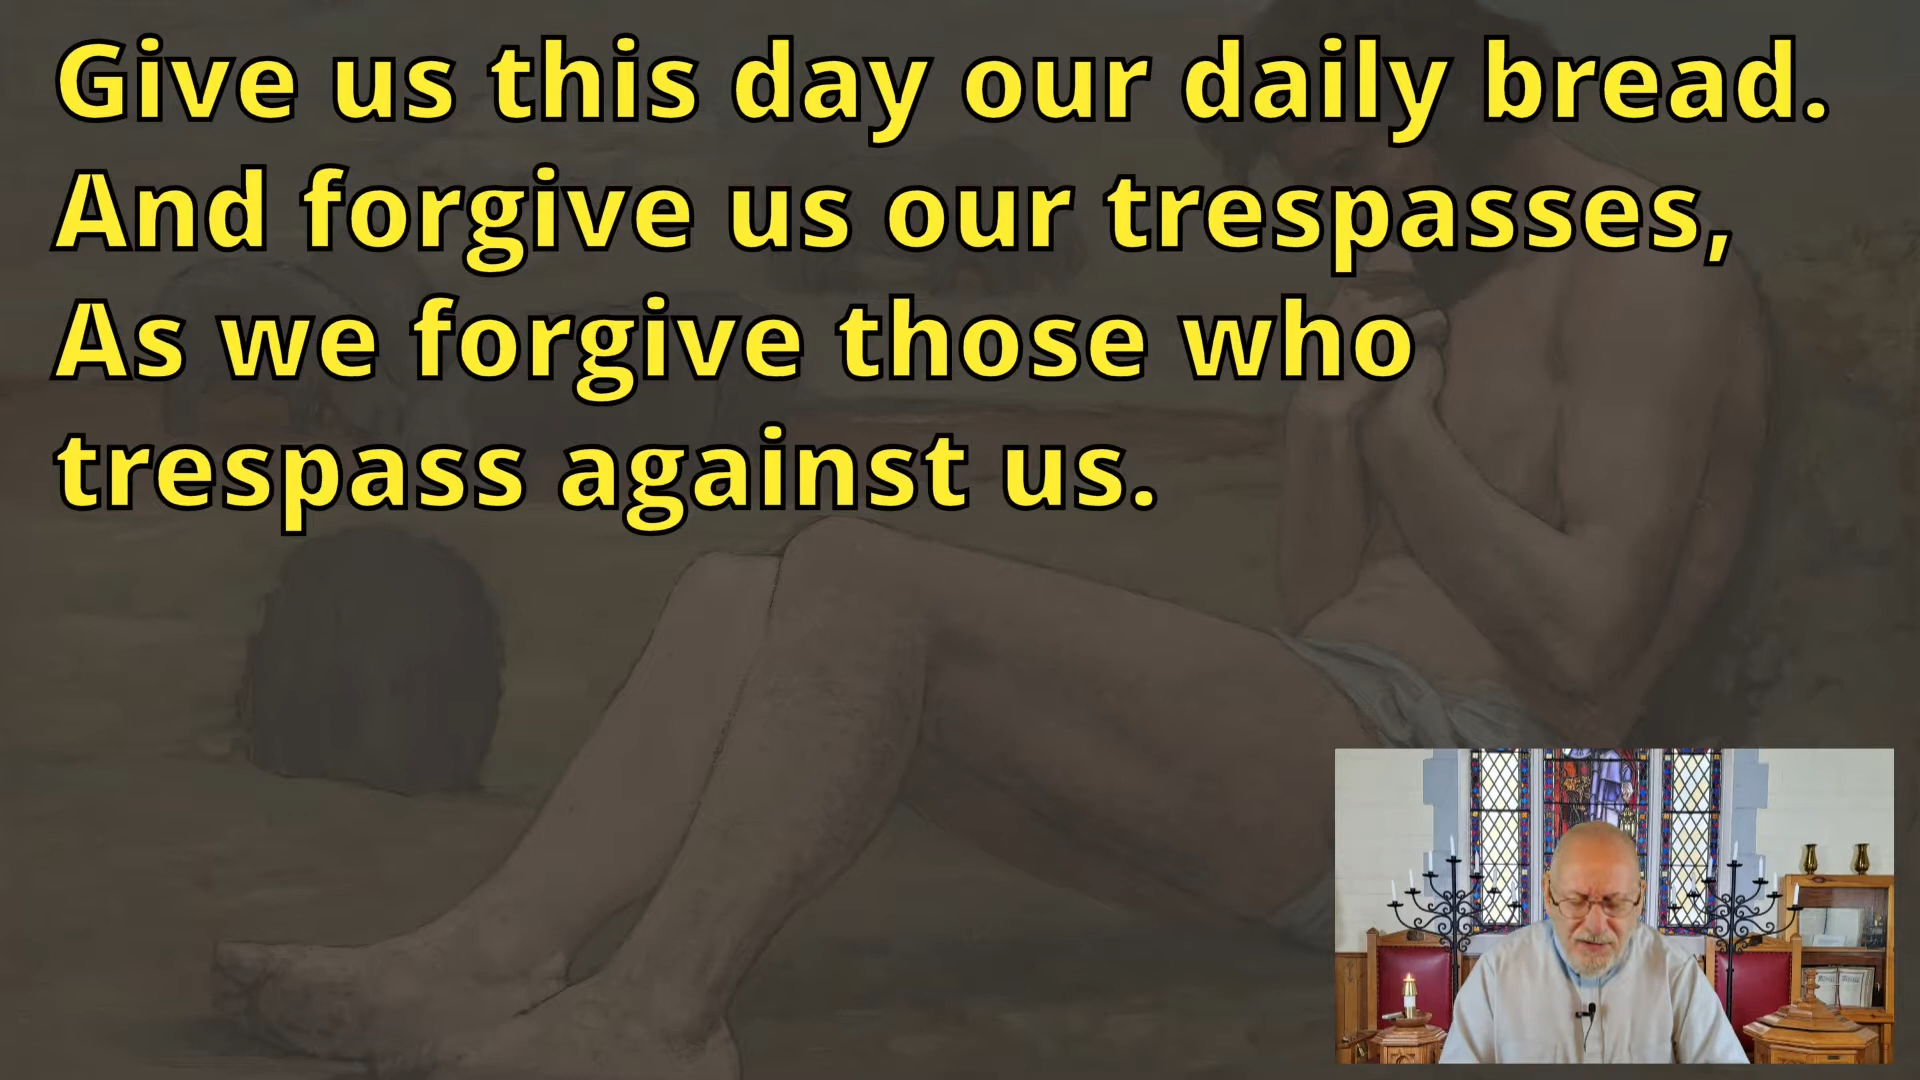 Give us this day our daily bread.
And forgive us our trespasses,
As we forgive those who
trespass against us.